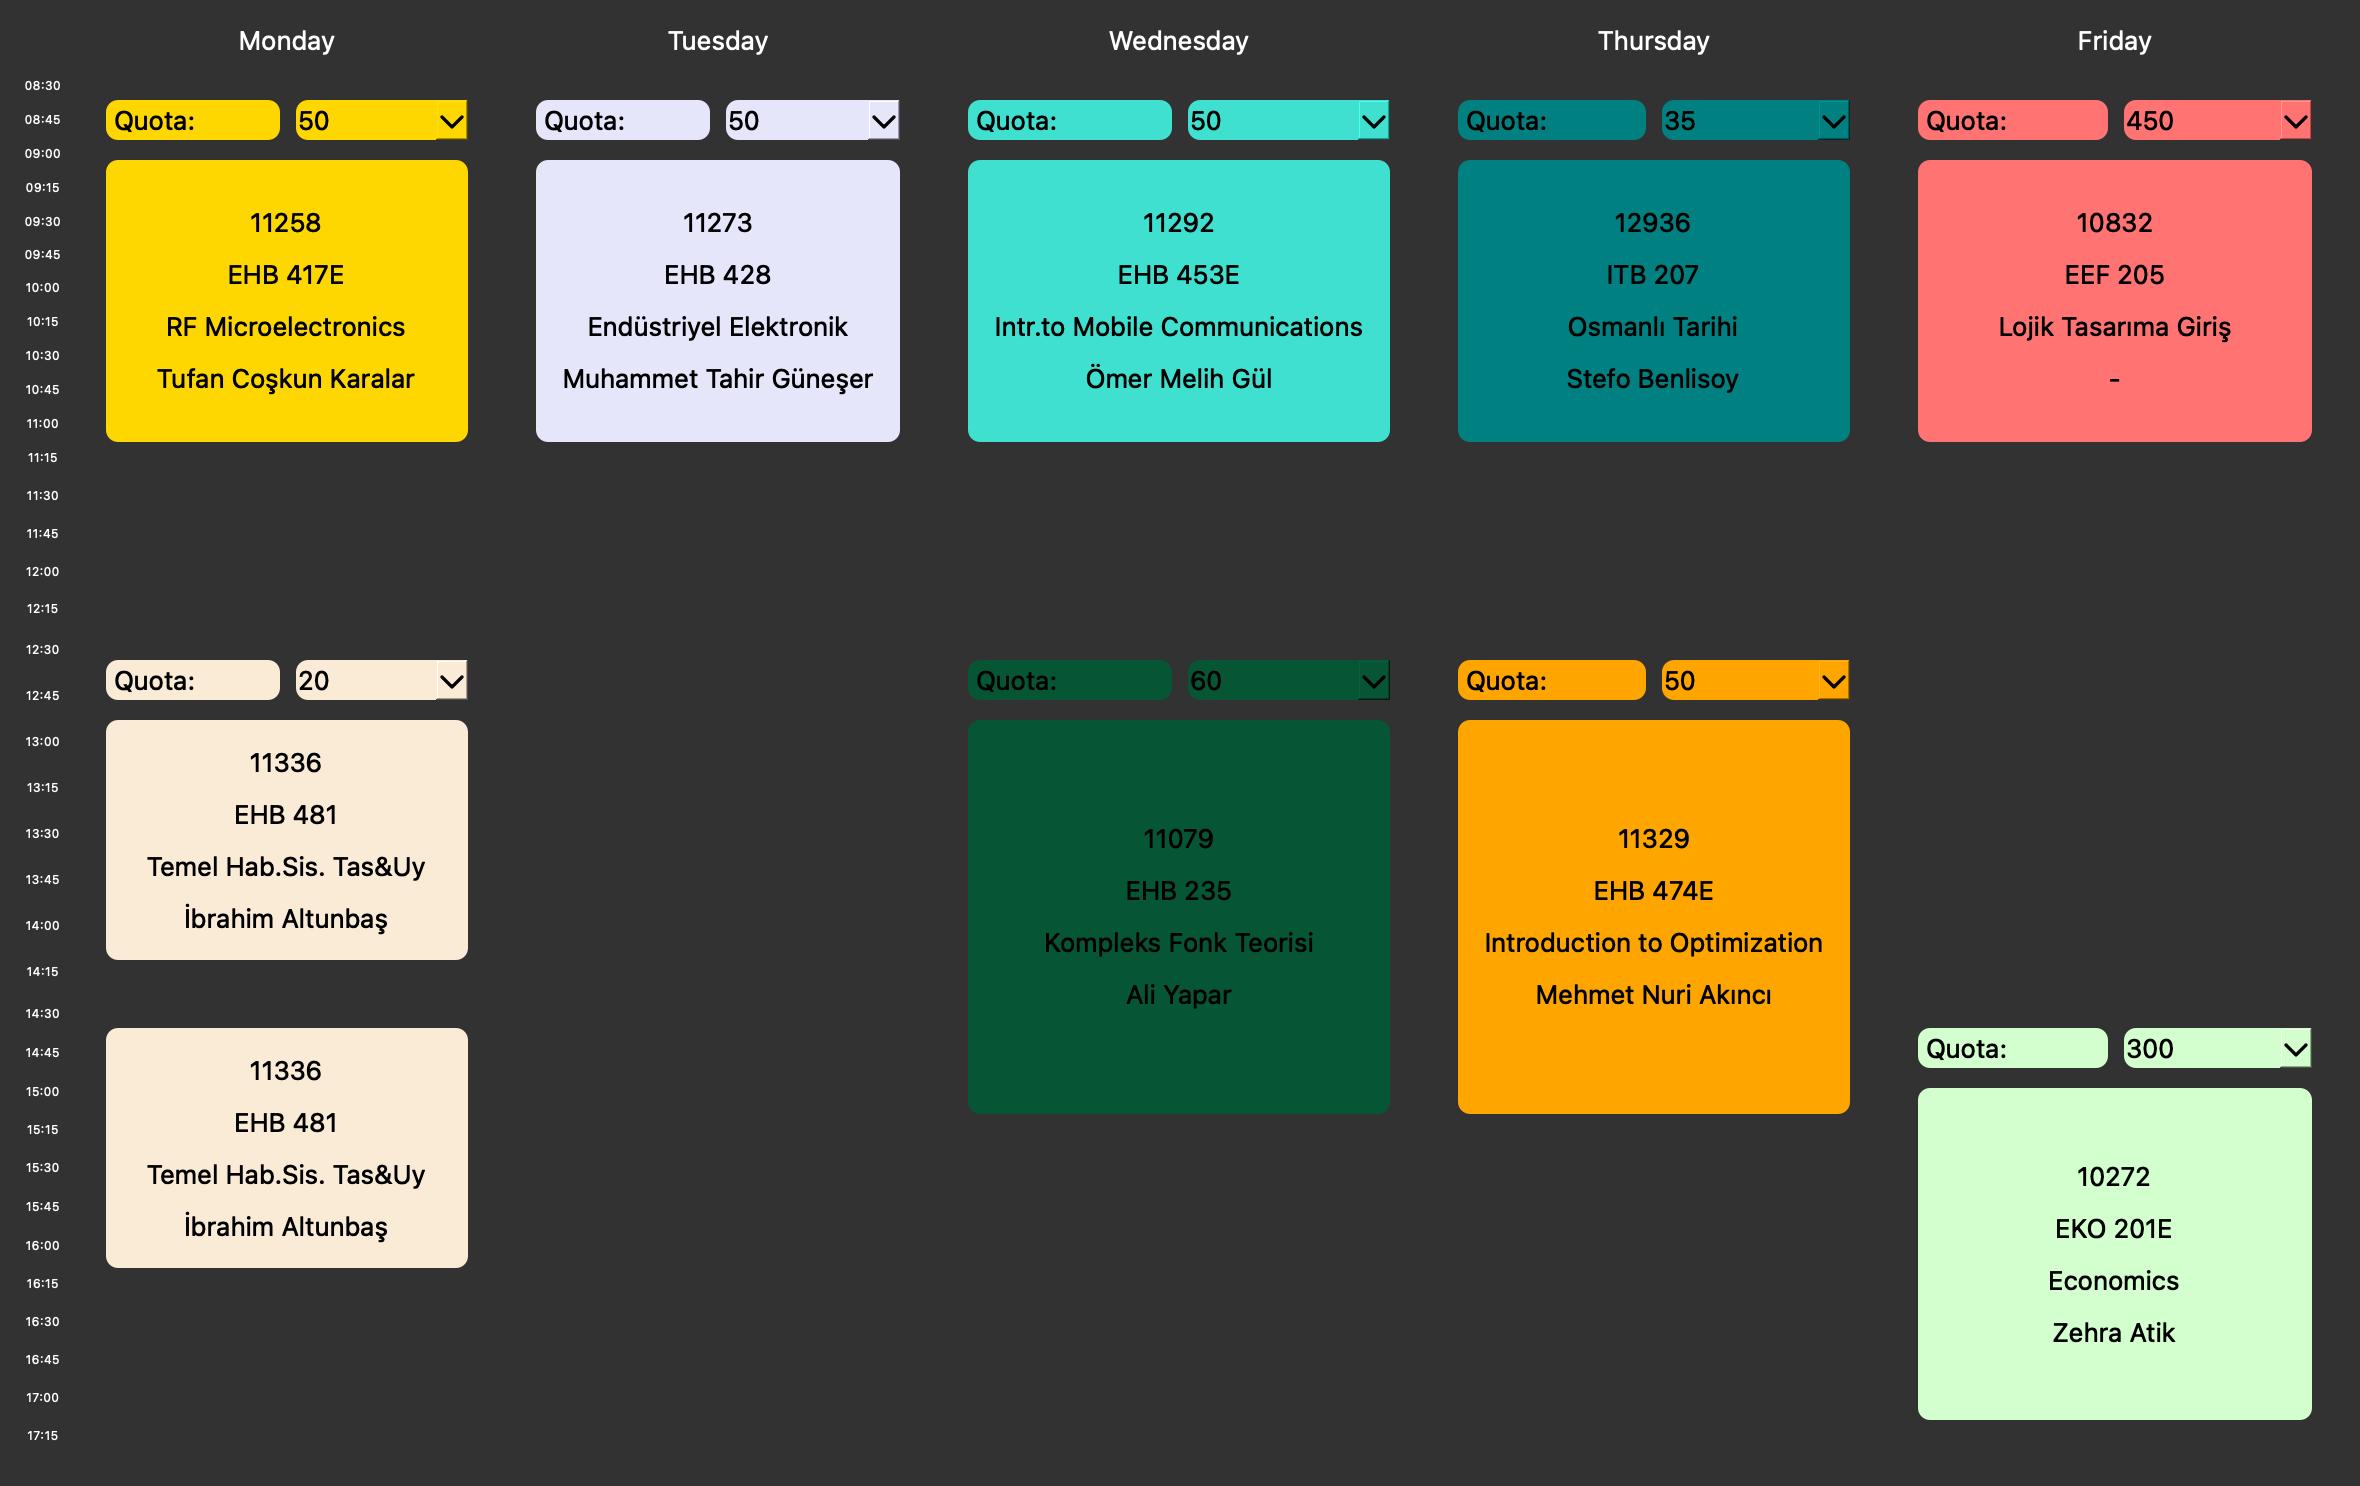 Monday Tuesday Wednesday Thursday Friday
08:30
08:45
09:00
09:15
09:30
09:45
10:00
10:15
10:30
10:45
11:00
11:15
11:30
11:45
12:00
12:15
12:30
12:45
13:00
13:15
13:30
13:45
14:00
14:15
14:30
14:45
15:00
15:15
15:30
15:45
16:00
16:15
16:30
16:45
17:00
17:15
Quota: 50
11258
EHB 417E
RF Microelectronics
Tufan Coşkun Karalar
Quota: 20
11336
EHB 481
Temel Hab.Sis. Tas&Uy
İbrahim Altunbaş
11336
EHB 481
Temel Hab.Sis. Tas&Uy
İbrahim Altunbaş
Quota: 50
11273
EHB 428
Endüstriyel Elektronik
Muhammet Tahir Güneşer
Quota: 50
11292
EHB 453E
Intr.to Mobile Communications
Ömer Melih Gül
Quota: 60
11079
EHB 235
Kompleks Fonk Teorisi
Ali Yapar
Quota: 35
12936
ITB 207
Osmanlı Tarihi
Stefo Benlisoy
Quota: 50
11329
EHB 474E
Introduction to Optimization
Mehmet Nuri Akıncı
Quota: 450
10832
EEF 205
Lojik Tasarıma Giriş
-
Quota: 300
10272
EKO 201E
Economics
Zehra Atik